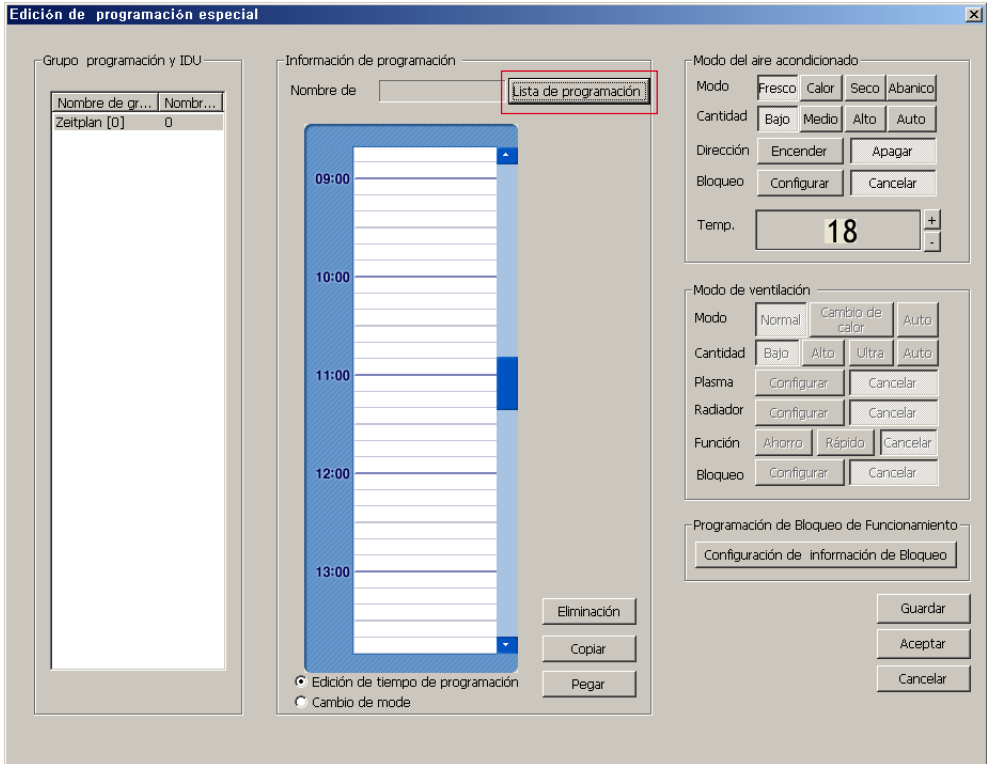 Edición de programación especial
Grupo programación y IDU
Nombre de gr... Nombr...
Zeitplan [0] 0
Información de programación
Nombre de Lista de programación
09:00
10:00
11:00
12:00
13:00
Eliminación
Copiar
Pegar
Edición de tiempo de programación
Cambio de mode
Modo del aire acondicionado
Modo Fresco Calor Seco Abanico
Cantidad Bajo Medio Alto Auto
Dirección Encender Apagar
Bloqueo Configurar Cancelar
Temp. 18 + -
Modo de ventilación
Modo Normal Cambio de calor Auto
Cantidad Bajo Alto Ultra Auto
Plasma Configurar Cancelar
Radiador Configurar Cancelar
Función Ahorro Rápido Cancelar
Bloqueo Configurar Cancelar
Programación de Bloqueo de Funcionamiento
Configuración de información de Bloqueo
Guardar
Aceptar
Cancelar